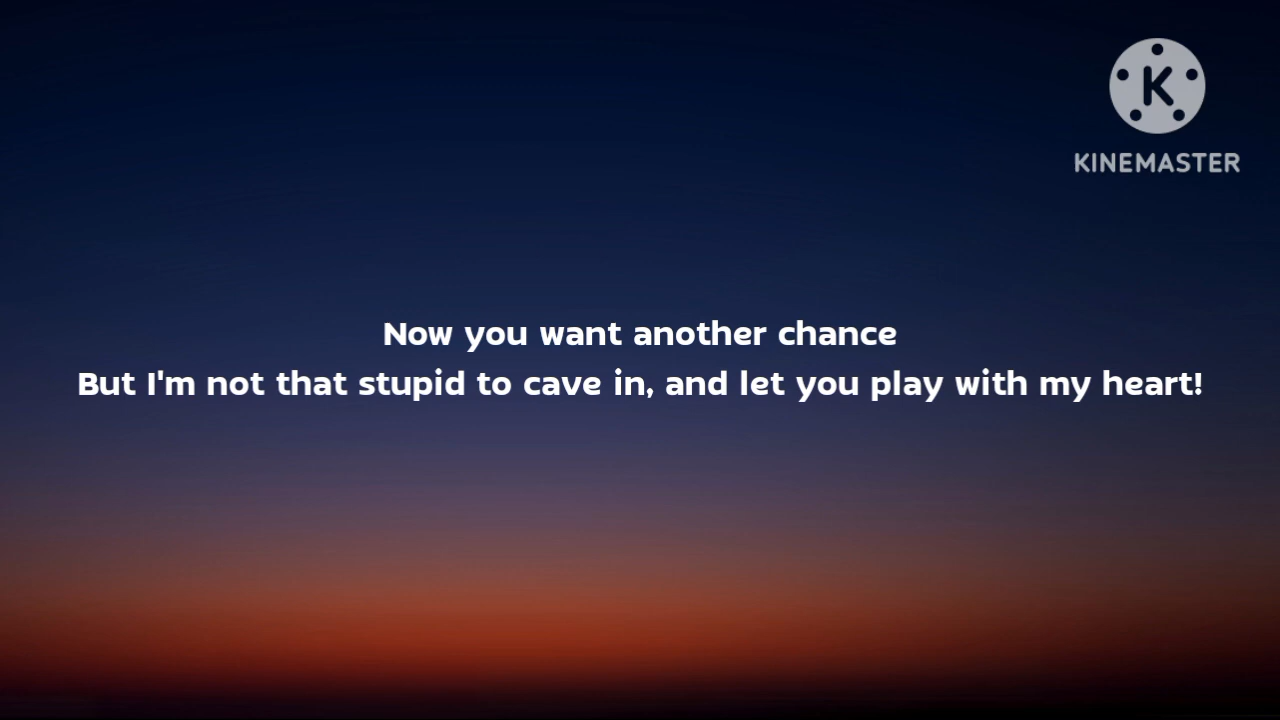 K
KINEMASTER
Now you want another chance
But I'm not that stupid to cave in, and let you play with my heart!